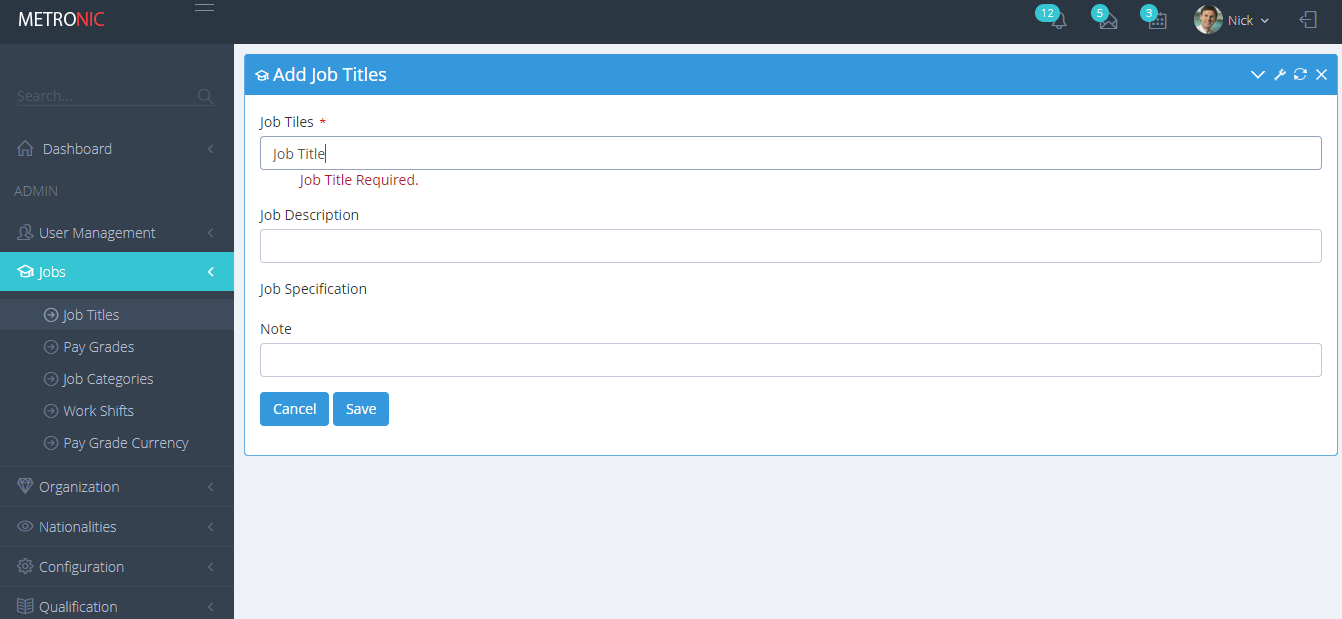 METRONIC
12
5
3
Nick
Search...
Dashboard
ADMIN
User Management
Jobs
Job Titles
Pay Grades
Job Categories
Work Shifts
Pay Grade Currency
Organization
Nationalities
Configuration
Qualification
Add Job Titles
Job Tiles *
Job Title
Job Title Required.
Job Description
Job Specification
Note
Cancel Save